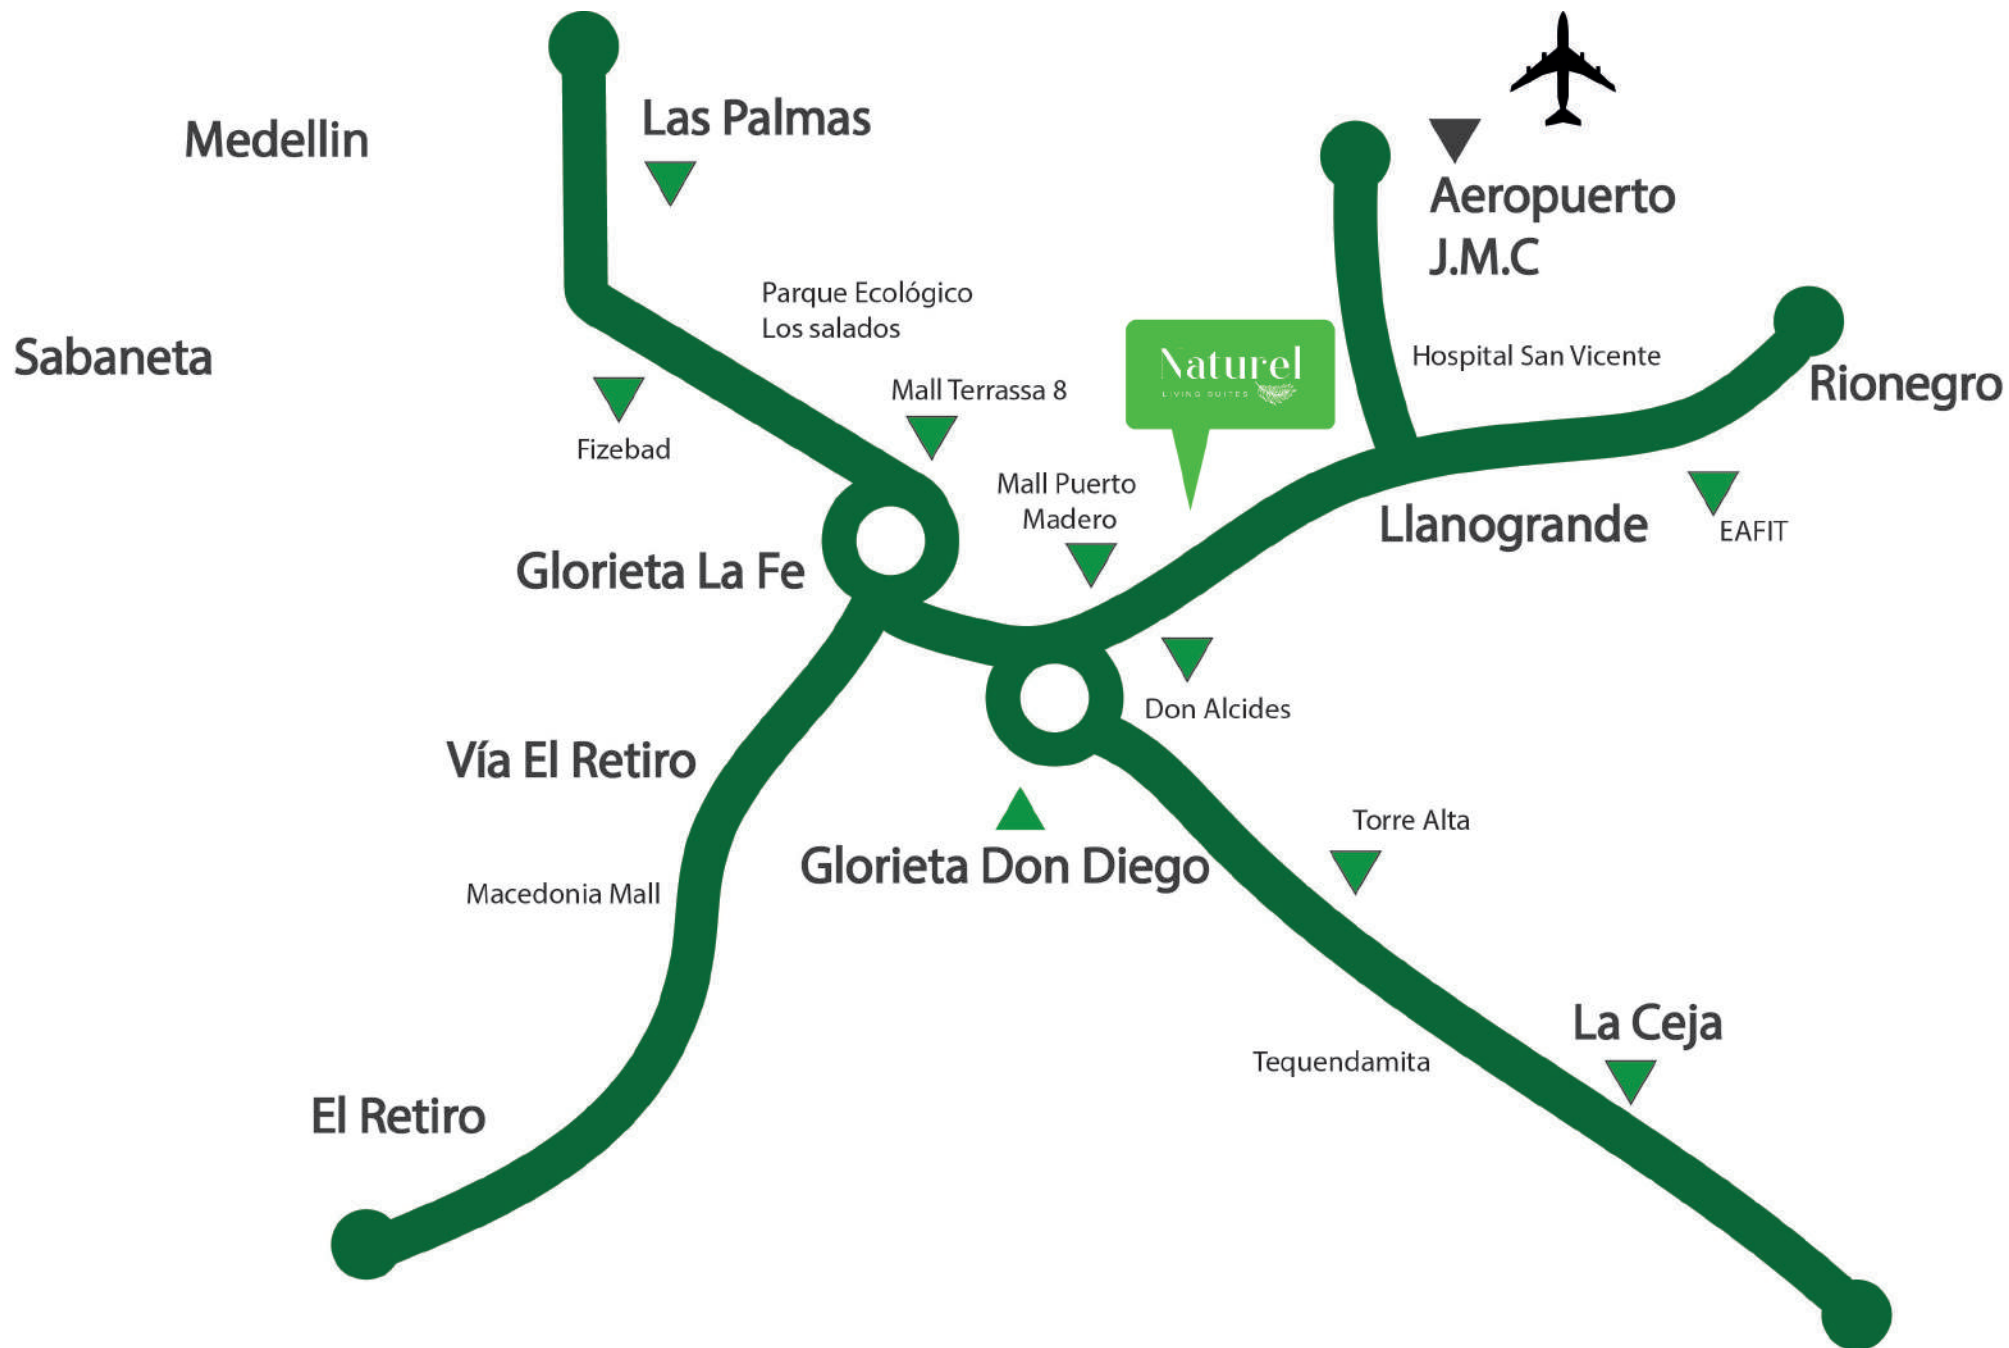 Las Palmas
Medellin
Aeropuerto
J.M.C
Parque Ecológico
Los salados
Sabaneta
Naturel
LIVING SUITES
Hospital San Vicente
Rionegro
Mall Terrassa 8
Fizebad
Mall Puerto
Madero
Llanogrande
EAFIT
Glorieta La Fe
Don Alcides
Vía El Retiro
Torre Alta
Glorieta Don Diego
Macedonia Mall
La Ceja
Tequendamita
El Retiro